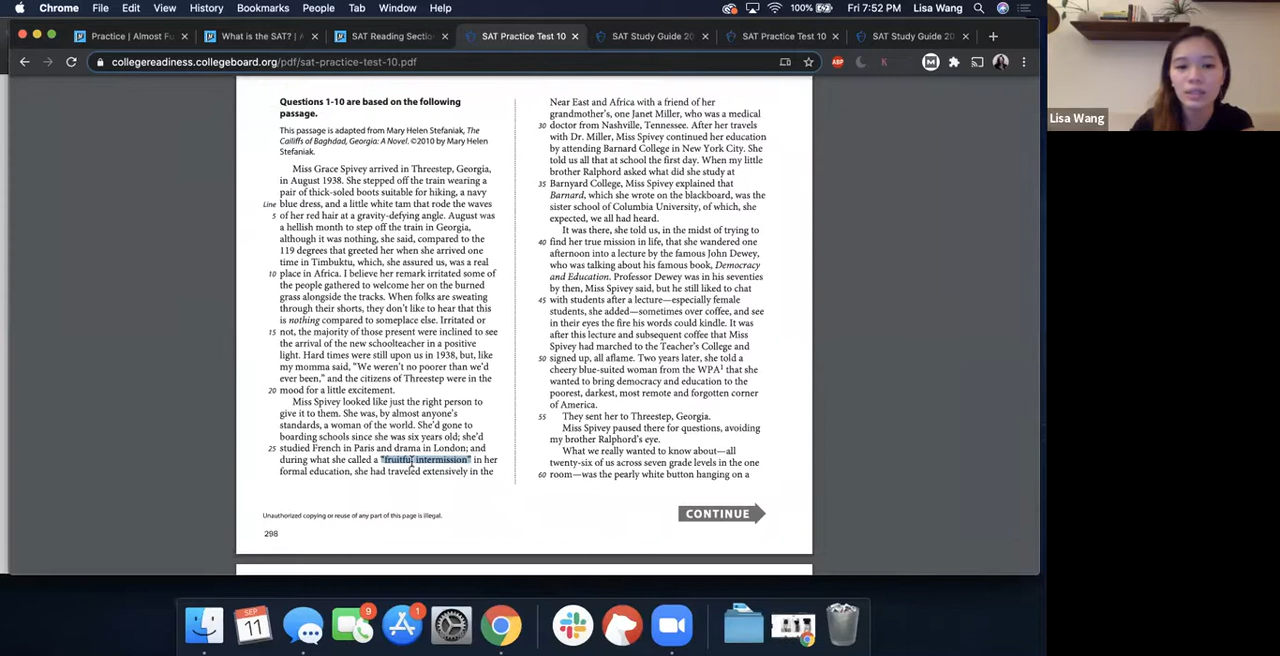 Chrome File Edit View History Bookmarks People Tab Window Help
100% Fri 7:52 PM Lisa Wang
Practice | Almost Fu
What is the SAT? | A
SAT Reading Sectio
SAT Practice Test 10
SAT Study Guide 20
SAT Practice Test 10
SAT Study Guide 20
collegereadiness.collegeboard.org/pdf/sat-practice-test-10.pdf
ABP
K
M
Lisa Wang
Questions 1-10 are based on the following
passage.
This passage is adapted from Mary Helen Stefaniak, The
Cailiffs of Baghdad, Georgia: A Novel. ©2010 by Mary Helen
Stefaniak.
Miss Grace Spivey arrived in Threestep, Georgia,
in August 1938. She stepped off the train wearing a
pair of thick-soled boots suitable for hiking, a navy
Line blue dress, and a little white tam that rode the waves
5 of her red hair at a gravity-defying angle. August was
a hellish month to step off the train in Georgia,
although it was nothing, she said, compared to the
119 degrees that greeted her when she arrived one
time in Timbuktu, which, she assured us, was a real
10 place in Africa. I believe her remark irritated some of
the people gathered to welcome her on the burned
grass alongside the tracks. When folks are sweating
through their shorts, they don't like to hear that this
is nothing compared to someplace else. Irritated or
15 not, the majority of those present were inclined to see
the arrival of the new schoolteacher in a positive
light. Hard times were still upon us in 1938, but, like
my momma said, "We weren't no poorer than we'd
ever been," and the citizens of Threestep were in the
20 mood for a little excitement.
Miss Spivey looked like just the right person to
give it to them. She was, by almost anyone's
standards, a woman of the world. She'd gone to
boarding schools since she was six years old; she'd
25 studied French in Paris and drama in London; and
during what she called a "fruitful intermission" in her
formal education, she had traveled extensively in the
Near East and Africa with a friend of her
grandmother's, one Janet Miller, who was a medical
30 doctor from Nashville, Tennessee. After her travels
with Dr. Miller, Miss Spivey continued her education
by attending Barnard College in New York City. She
told us all that at school the first day. When my little
brother Ralphord asked what did she study at
35 Barnyard College, Miss Spivey explained that
Barnard, which she wrote on the blackboard, was the
sister school of Columbia University, of which, she
expected, we all had heard.
It was there, she told us, in the midst of trying to
40 find her true mission in life, that she wandered one
afternoon into a lecture by the famous John Dewey,
who was talking about his famous book, Democracy
and Education. Professor Dewey was in his seventies
by then, Miss Spivey said, but he still liked to chat
45 with students after a lecture—especially female
students, she added—sometimes over coffee, and see
in their eyes the fire his words could kindle. It was
after this lecture and subsequent coffee that Miss
Spivey had marched to the Teacher's College and
50 signed up, all aflame. Two years later, she told a
cheery blue-suited woman from the WPA1 that she
wanted to bring democracy and education to the
poorest, darkest, most remote and forgotten corner
of America.
55 They sent her to Threestep, Georgia.
Miss Spivey paused there for questions, avoiding
my brother Ralphord's eye.
What we really wanted to know about—all
twenty-six of us across seven grade levels in the one
60 room—was the pearly white button hanging on a
Unauthorized copying or reuse of any part of this page is illegal.
CONTINUE
298
SEP
11
9
1